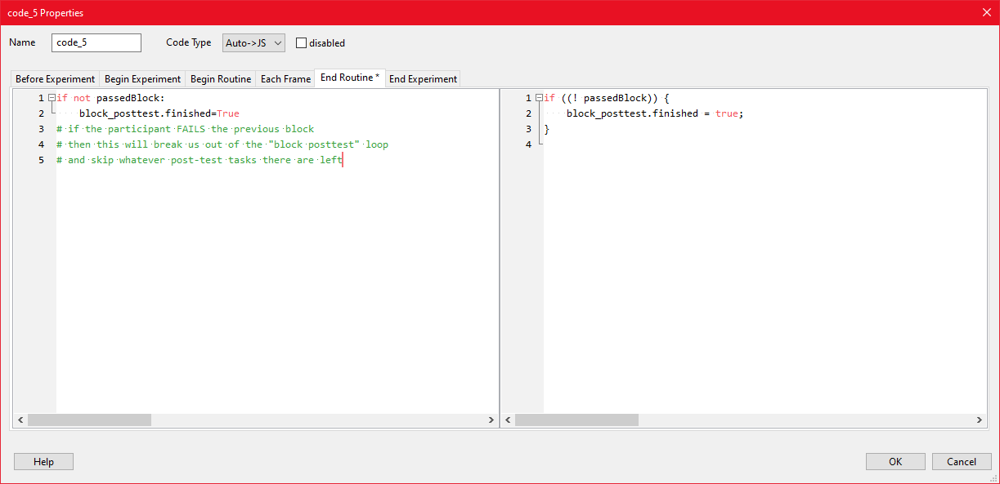 code_5 Properties
Name code_5 Code Type Auto->JS disabled
Before Experiment Begin Experiment Begin Routine Each Frame End Routine * End Experiment
1 if not passedBlock:
2 block_posttest.finished=True
3 # if the participant FAILS the previous block
4 # then this will break us out of the "block posttest" loop
5 # and skip whatever post-test tasks there are left
1 if ((! passedBlock)) {
2 block_posttest.finished = true;
3 }
4
Help OK Cancel